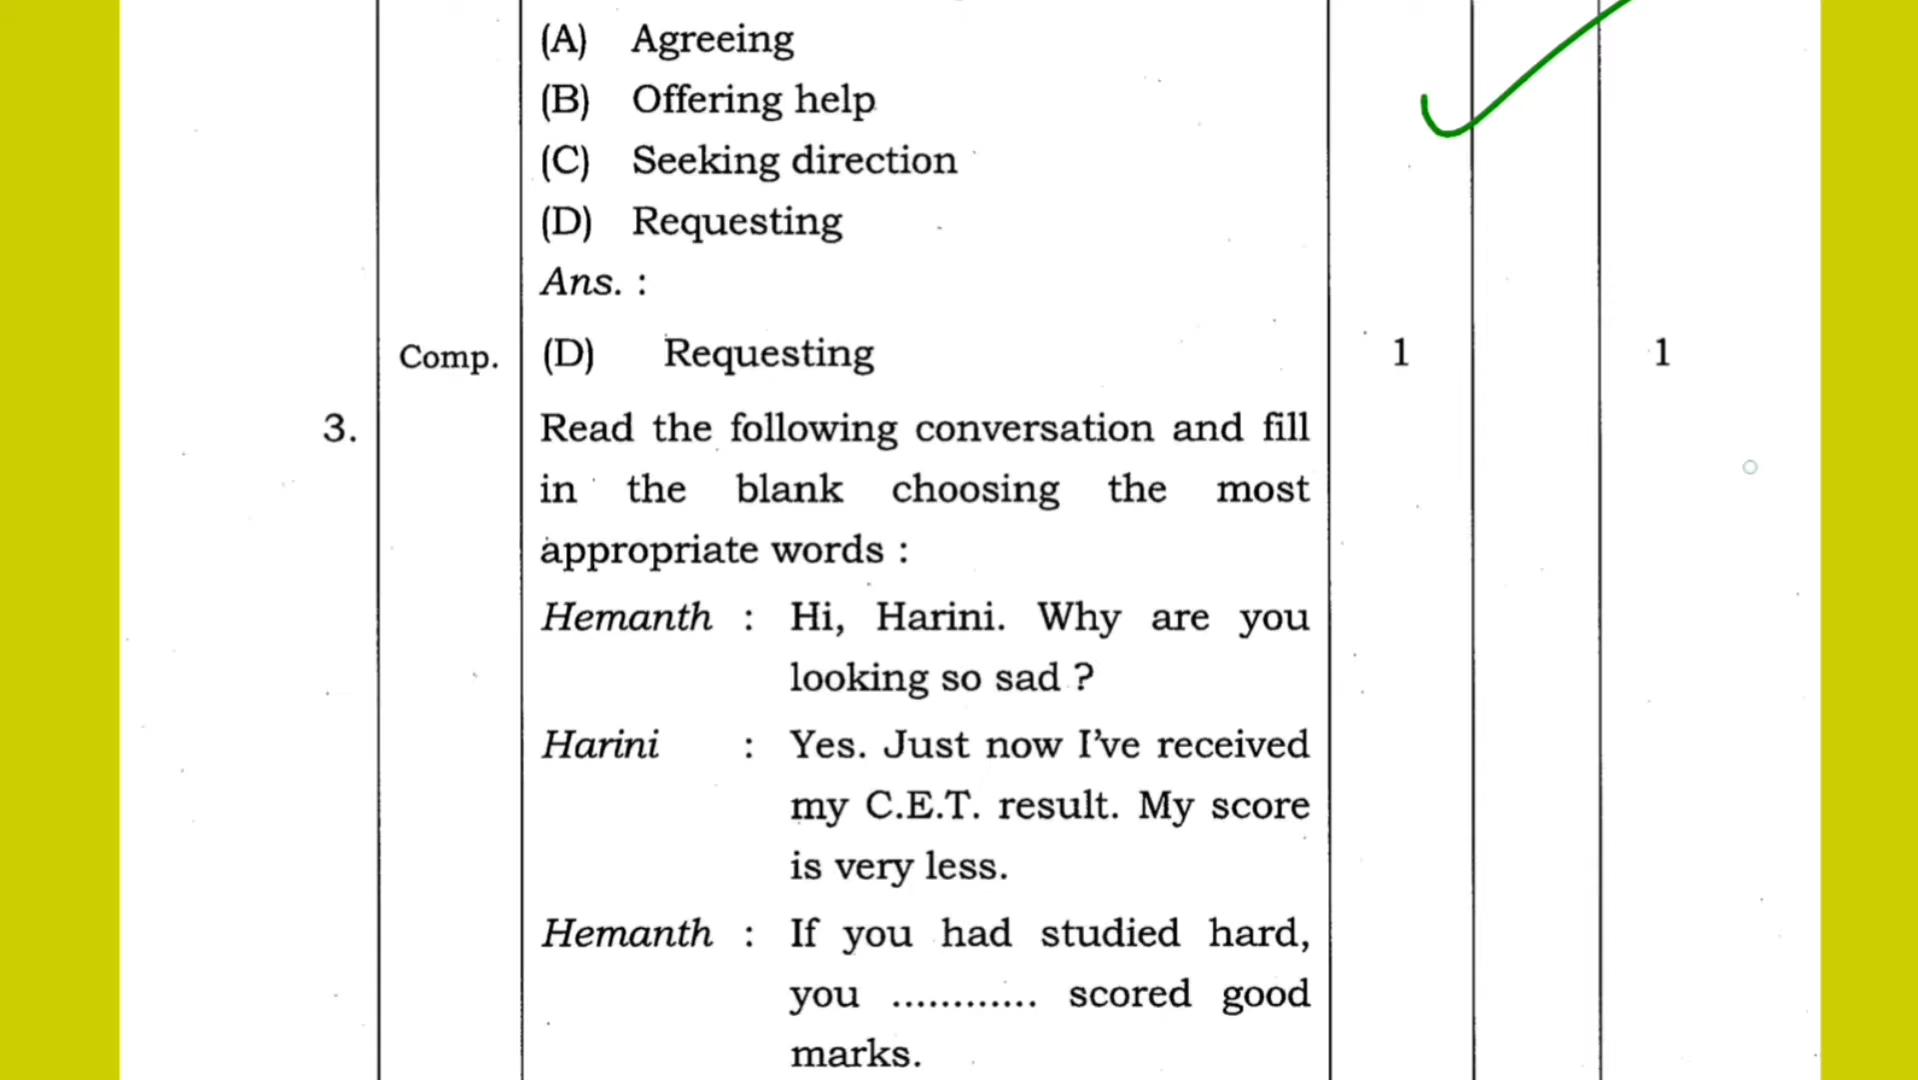 (A) Agreeing
(B) Offering help
(C) Seeking direction
(D) Requesting
Ans. :
Comp. (D) Requesting 1 1
3. Read the following conversation and fill
in the blank choosing the most
appropriate words :
Hemanth : Hi, Harini. Why are you
looking so sad ?
Harini : Yes. Just now I've received
my C.E.T. result. My score
is very less.
Hemanth : If you had studied hard,
you ............ scored good
marks.